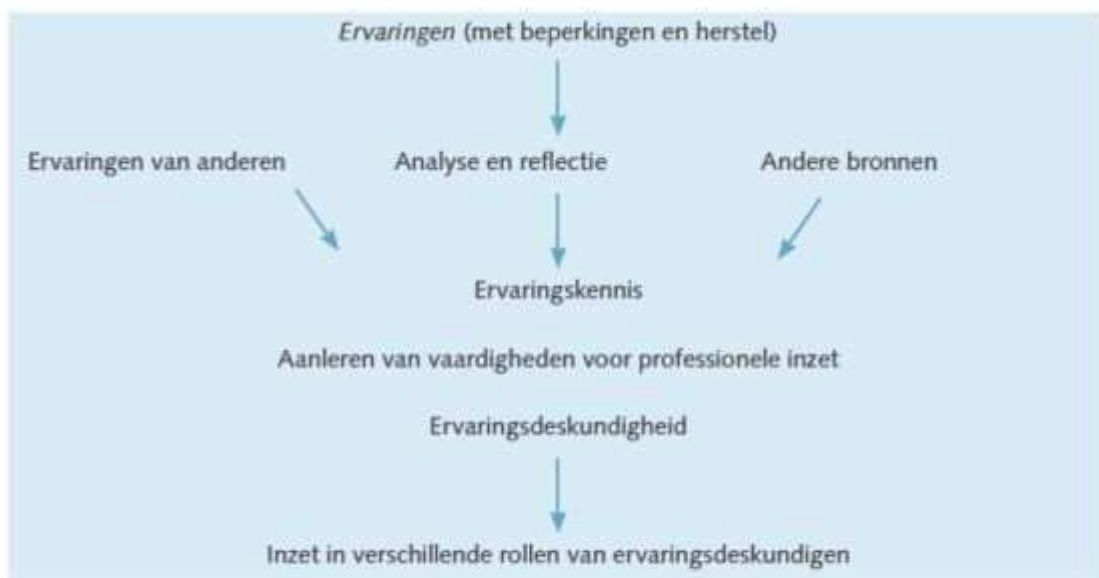 Ervaringen (met beperkingen en herstel)
Ervaringen van anderen
Analyse en reflectie
Andere bronnen
Ervaringskennis
Aanleren van vaardigheden voor professionele inzet
Ervaringsdeskundigheid
Inzet in verschillende rollen van ervaringsdeskundigen